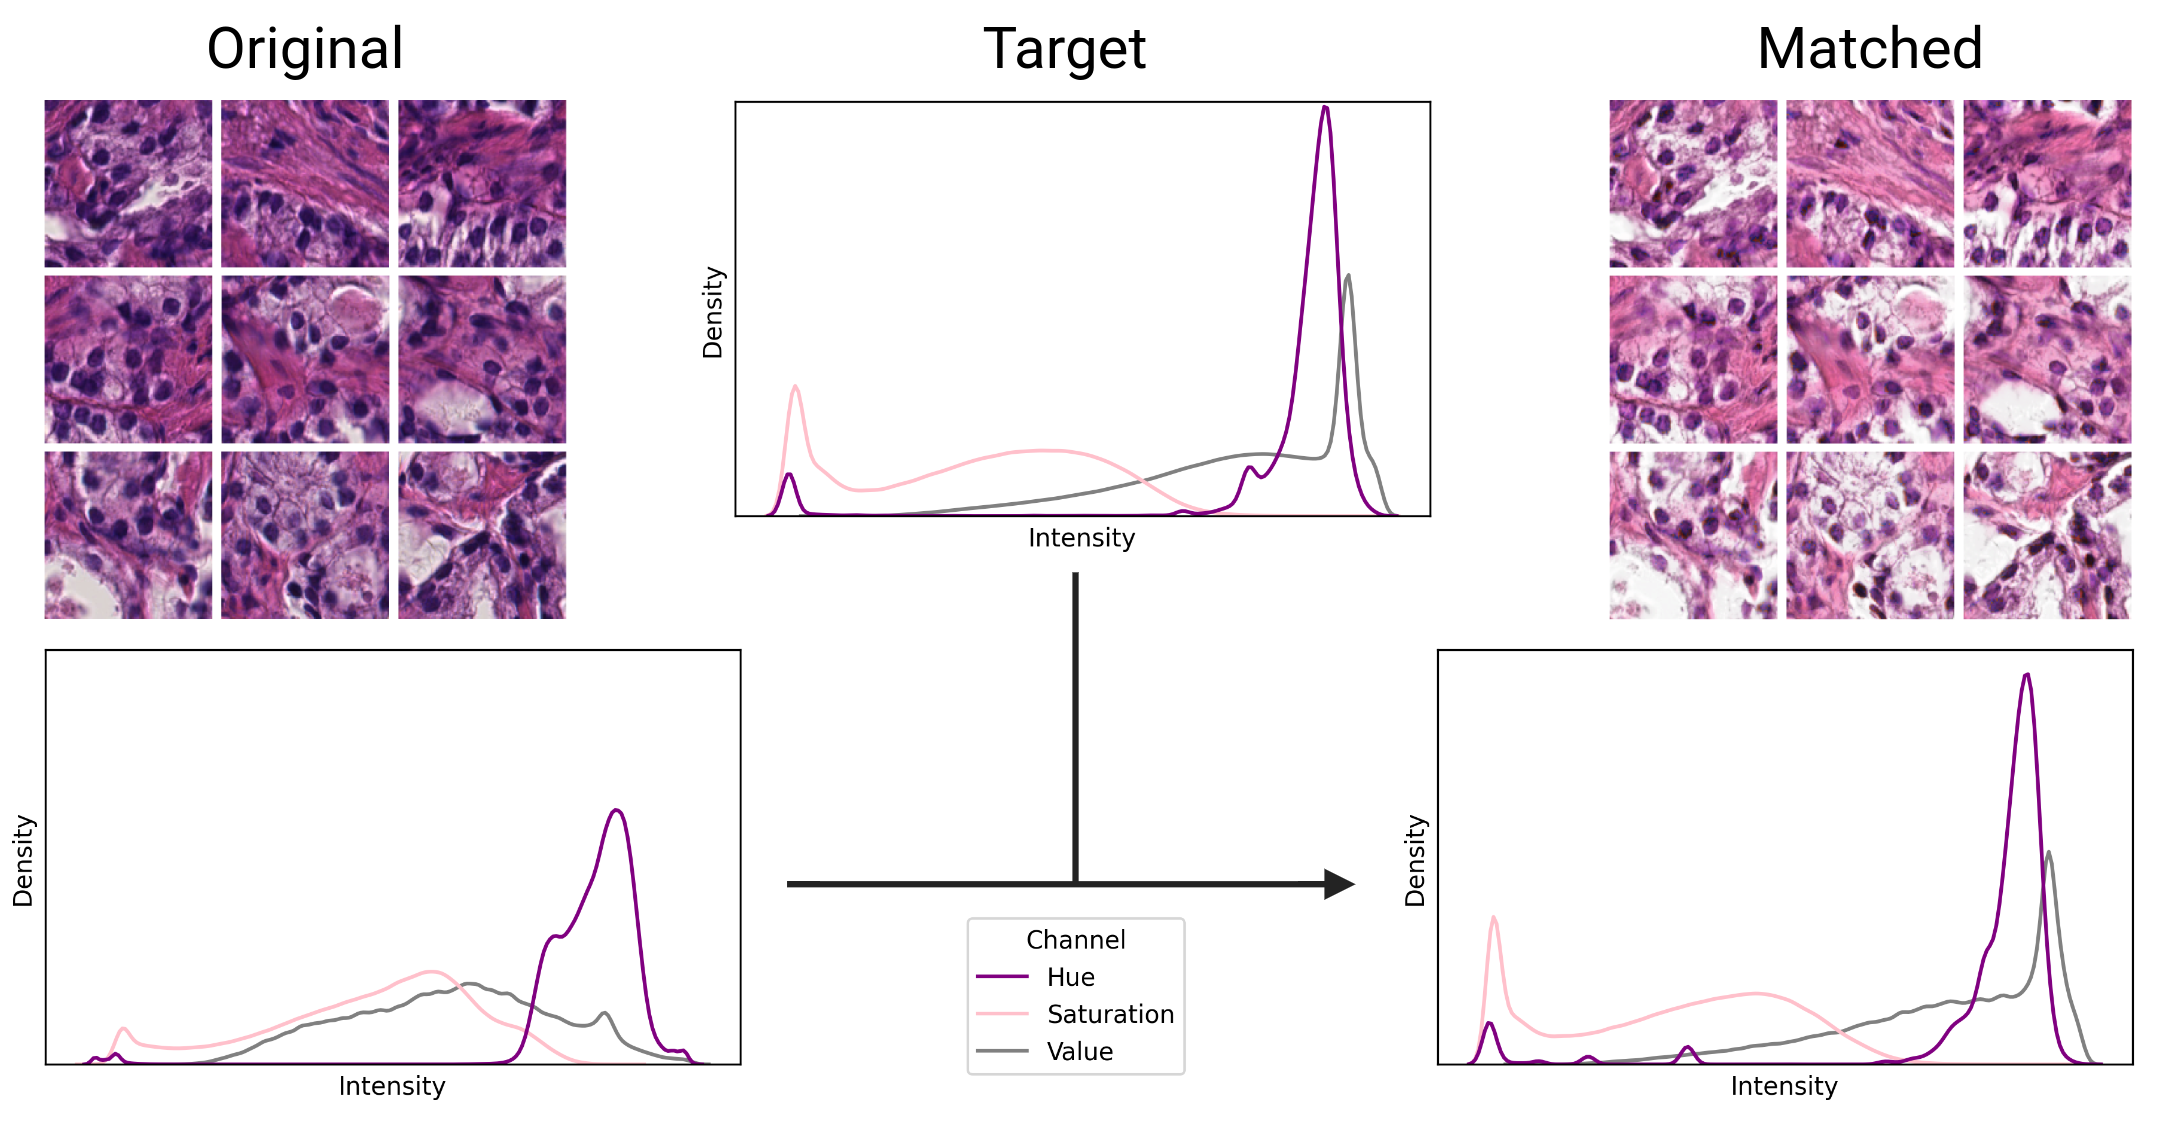 Original
Target
Matched
Density
Intensity
Density
Intensity
Channel
Hue
Saturation
Value
Density
Intensity